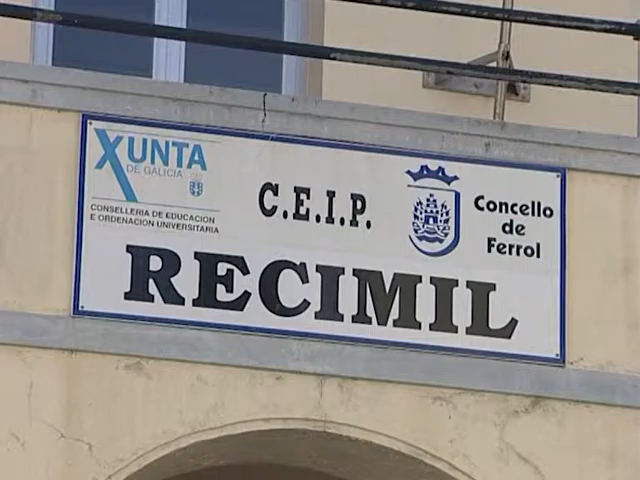 XUNTA
DE GALICIA
CONSELLERIA DE EDUCACION
E ORDENACION UNIVERSITARIA
C.E.I.P.
Concello
de
Ferrol
RECIMIL